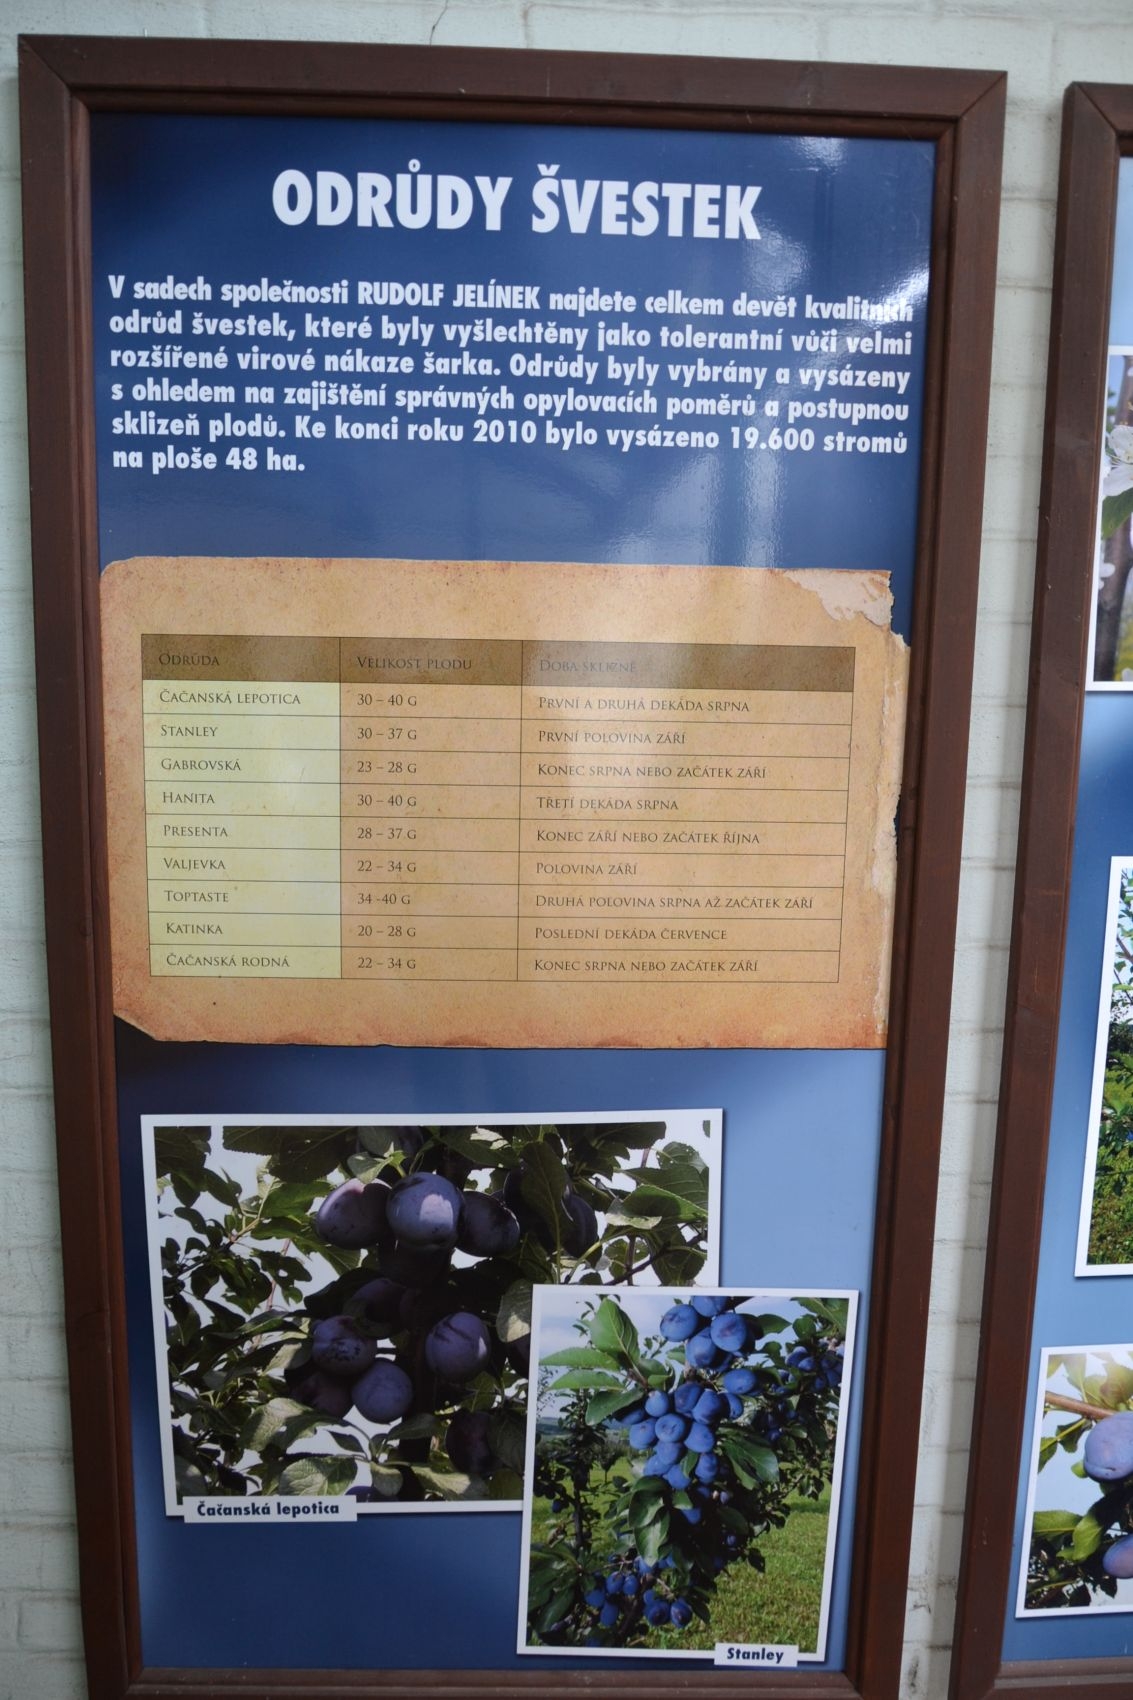 ODRŮDY ŠVESTEK
V sadech společnosti RUDOLF JELÍNEK najdete celkem devět kvalitních
odrůd švestek, které byly vyšlechtěny jako tolerantní vůči velmi
rozšířené virové nákaze šarka. Odrůdy byly vybrány a vysázeny
s ohledem na zajištění správných opylovacích poměrů a postupnou
sklizeň plodů. Ke konci roku 2010 bylo vysázeno 19.600 stromů
na ploše 48 ha.
ODRŮDA VELIKOST PLODU DOBA SKLIZNĚ
ČAČANSKÁ LEPOTICA 30 – 40 G PRVNÍ A DRUHÁ DEKÁDA SRPNA
STANLEY 30 – 37 G PRVNÍ POLOVINA ZÁŘÍ
GABROVSKÁ 23 – 28 G KONEC SRPNA NEBO ZAČÁTEK ZÁŘÍ
HANITA 30 – 40 G TŘETÍ DEKÁDA SRPNA
PRESENTA 28 – 37 G KONEC ZÁŘÍ NEBO ZAČÁTEK ŘÍJNA
VALJEVKA 22 – 34 G POLOVINA ZÁŘÍ
TOPTASTE 34 -40 G DRUHÁ POLOVINA SRPNA AŽ ZAČÁTEK ZÁŘÍ
KATINKA 20 – 28 G POSLEDNÍ DEKÁDA ČERVENCE
ČAČANSKÁ RODNÁ 22 – 34 G KONEC SRPNA NEBO ZAČÁTEK ZÁŘÍ
Čačanská lepotica
Stanley